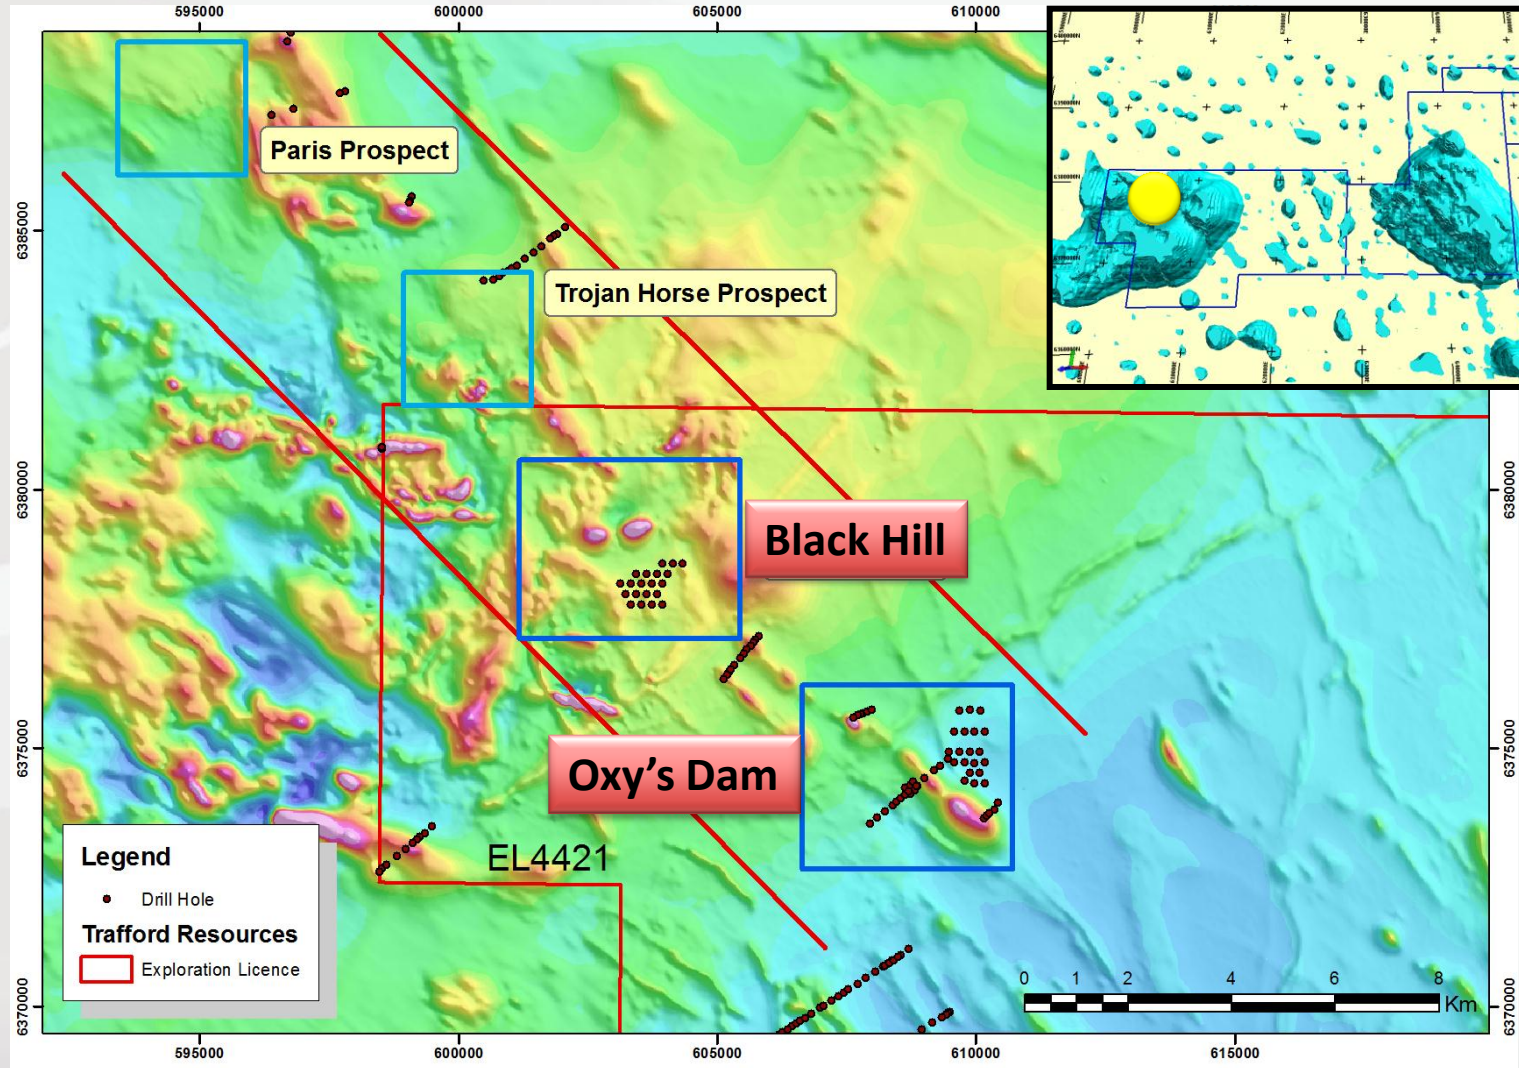 595000
600000
605000
610000
Paris Prospect
Trojan Horse Prospect
Black Hill
Oxy's Dam
EL4421
6385000
6380000
6375000
6370000
6380000
6375000
6370000
Legend
Drill Hole
Trafford Resources
Exploration Licence
0 1 2 4 6 8
Km
595000
600000
605000
610000
615000